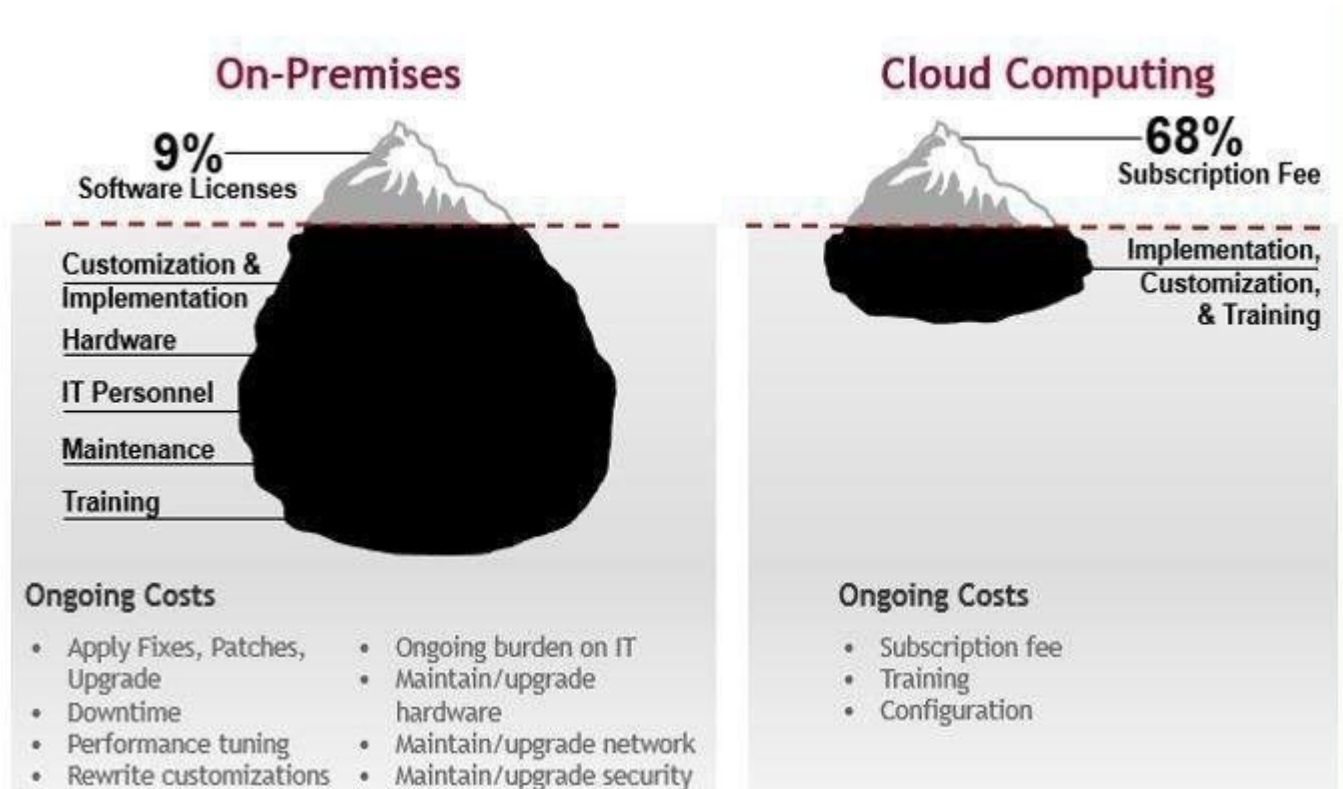 On-Premises
9%
Software Licenses
Customization &
Implementation
Hardware
IT Personnel
Maintenance
Training
Ongoing Costs
• Apply Fixes, Patches,
Upgrade
• Downtime
• Performance tuning
• Rewrite customizations
• Ongoing burden on IT
• Maintain/upgrade
hardware
• Maintain/upgrade network
• Maintain/upgrade security
Cloud Computing
68%
Subscription Fee
Implementation,
Customization,
& Training
Ongoing Costs
• Subscription fee
• Training
• Configuration